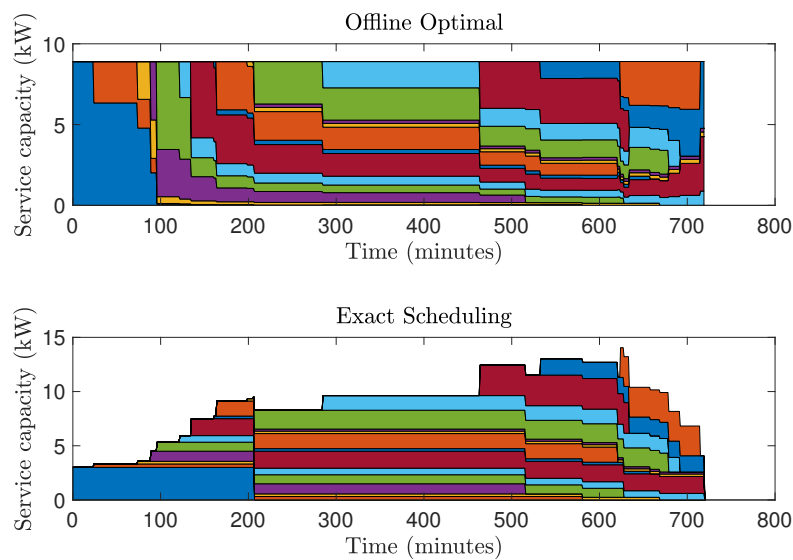 Offline Optimal
Service capacity (kW)
10
5
0
0 100 200 300 400 500 600 700 800
Time (minutes)
Exact Scheduling
Service capacity (kW)
15
10
5
0
0 100 200 300 400 500 600 700 800
Time (minutes)